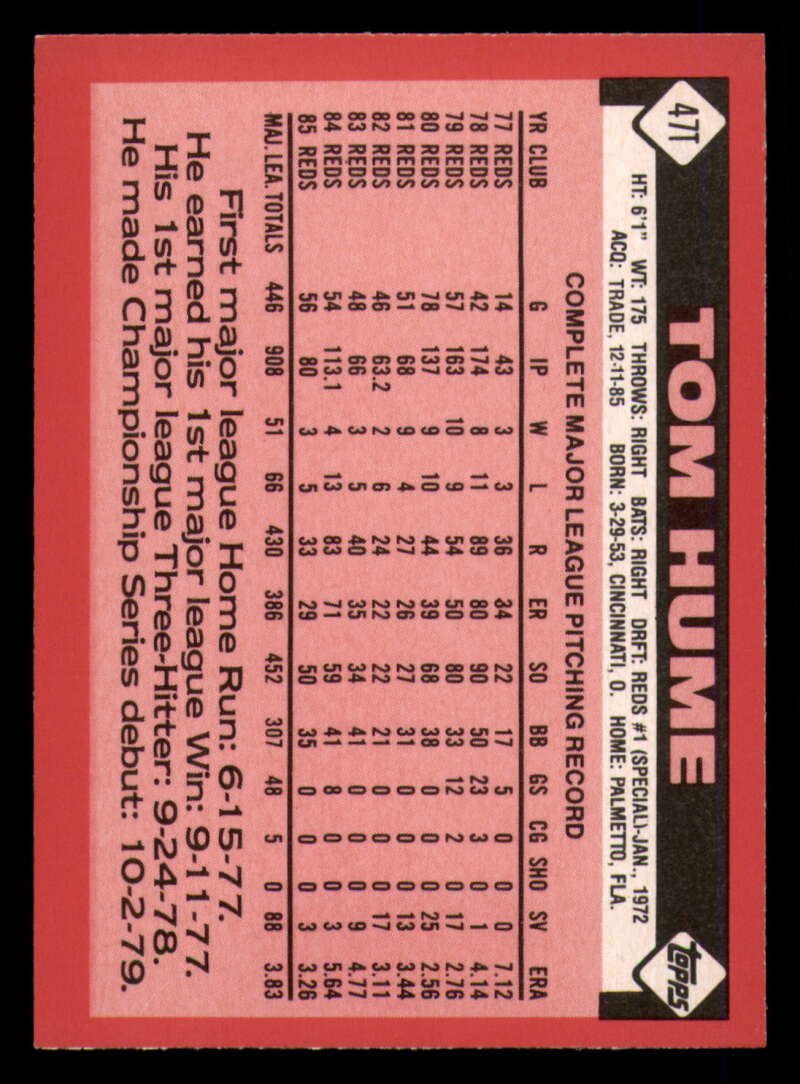 47T
TOM HUME
topps
HT: 6'1" WT: 175 THROWS: RIGHT BATS: RIGHT DRFT: REDS #1 (SPECIAL)-JAN., 1972
ACQ: TRADE, 12-11-85 BORN: 3-29-53, CINCINNATI, O. HOME: PALMETTO, FLA.
COMPLETE MAJOR LEAGUE PITCHING RECORD
YR CLUB G IP W L R ER SO BB GS CG SHO SV ERA
77 REDS 14 43 3 3 36 34 22 17 5 0 0 0 7.12
78 REDS 42 174 8 11 89 80 90 50 23 3 0 1 4.14
79 REDS 57 163 10 9 54 50 80 33 12 2 0 17 2.76
80 REDS 78 137 9 10 44 39 68 38 0 0 0 25 2.56
81 REDS 51 68 9 4 27 26 27 31 0 0 0 13 3.44
82 REDS 46 63.2 2 6 24 22 22 21 0 0 0 17 3.11
83 REDS 48 66 3 5 40 35 34 41 0 0 0 9 4.77
84 REDS 54 113.1 4 13 83 71 59 41 8 0 0 3 5.64
85 REDS 56 80 3 5 33 29 50 35 0 0 0 3 3.26
MAJ. LEA. TOTALS 446 908 51 66 430 386 452 307 48 5 0 88 3.83
First major league Home Run: 6-15-77.
He earned his 1st major league Win: 9-11-77.
His 1st major league Three-Hitter: 9-24-78.
He made Championship Series debut: 10-2-79.